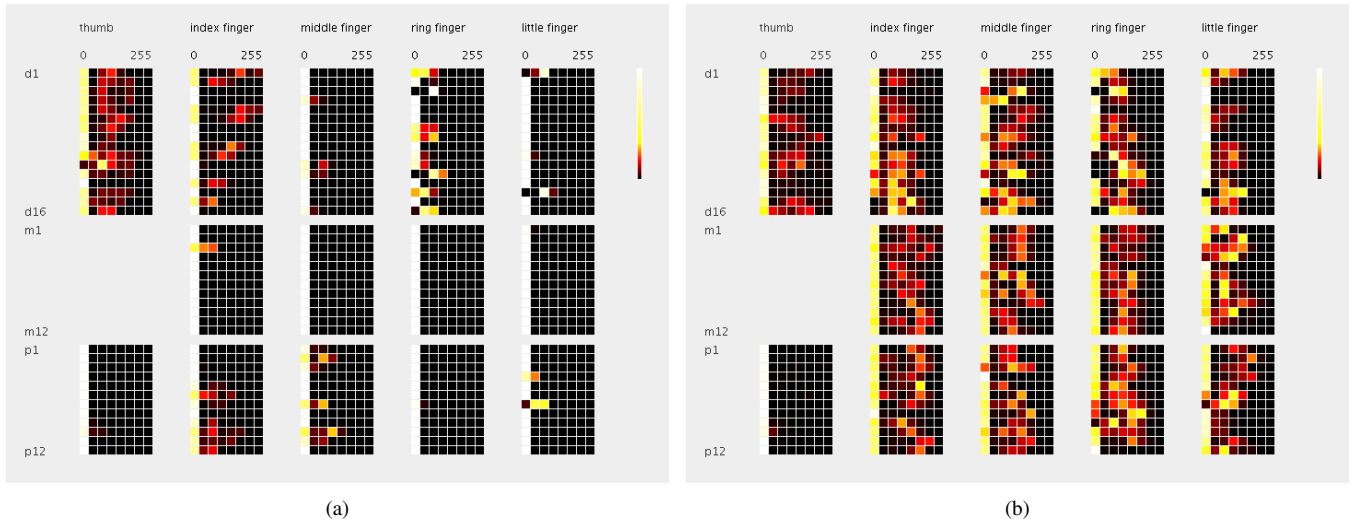 thumb index finger middle finger ring finger little finger
0 255 0 255 0 255 0 255 0 255
d1
d16
m1
m12
p1
p12
(a)
thumb index finger middle finger ring finger little finger
0 255 0 255 0 255 0 255 0 255
d1
d16
m1
m12
p1
p12
(b)